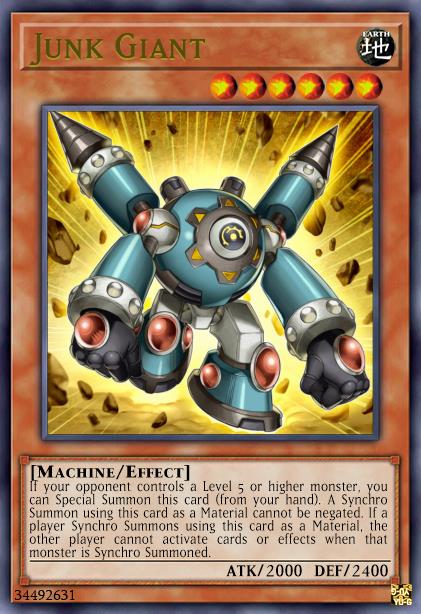 JUNK GIANT
EARTH
地
[MACHINE/EFFECT]
If your opponent controls a Level 5 or higher monster, you
can Special Summon this card (from your hand). A Synchro
Summon using this card as a Material cannot be negated. If a
player Synchro Summons using this card as a Material, the
other player cannot activate cards or effects when that
monster is Synchro Summoned.
ATK/2000 DEF/2400
34492631